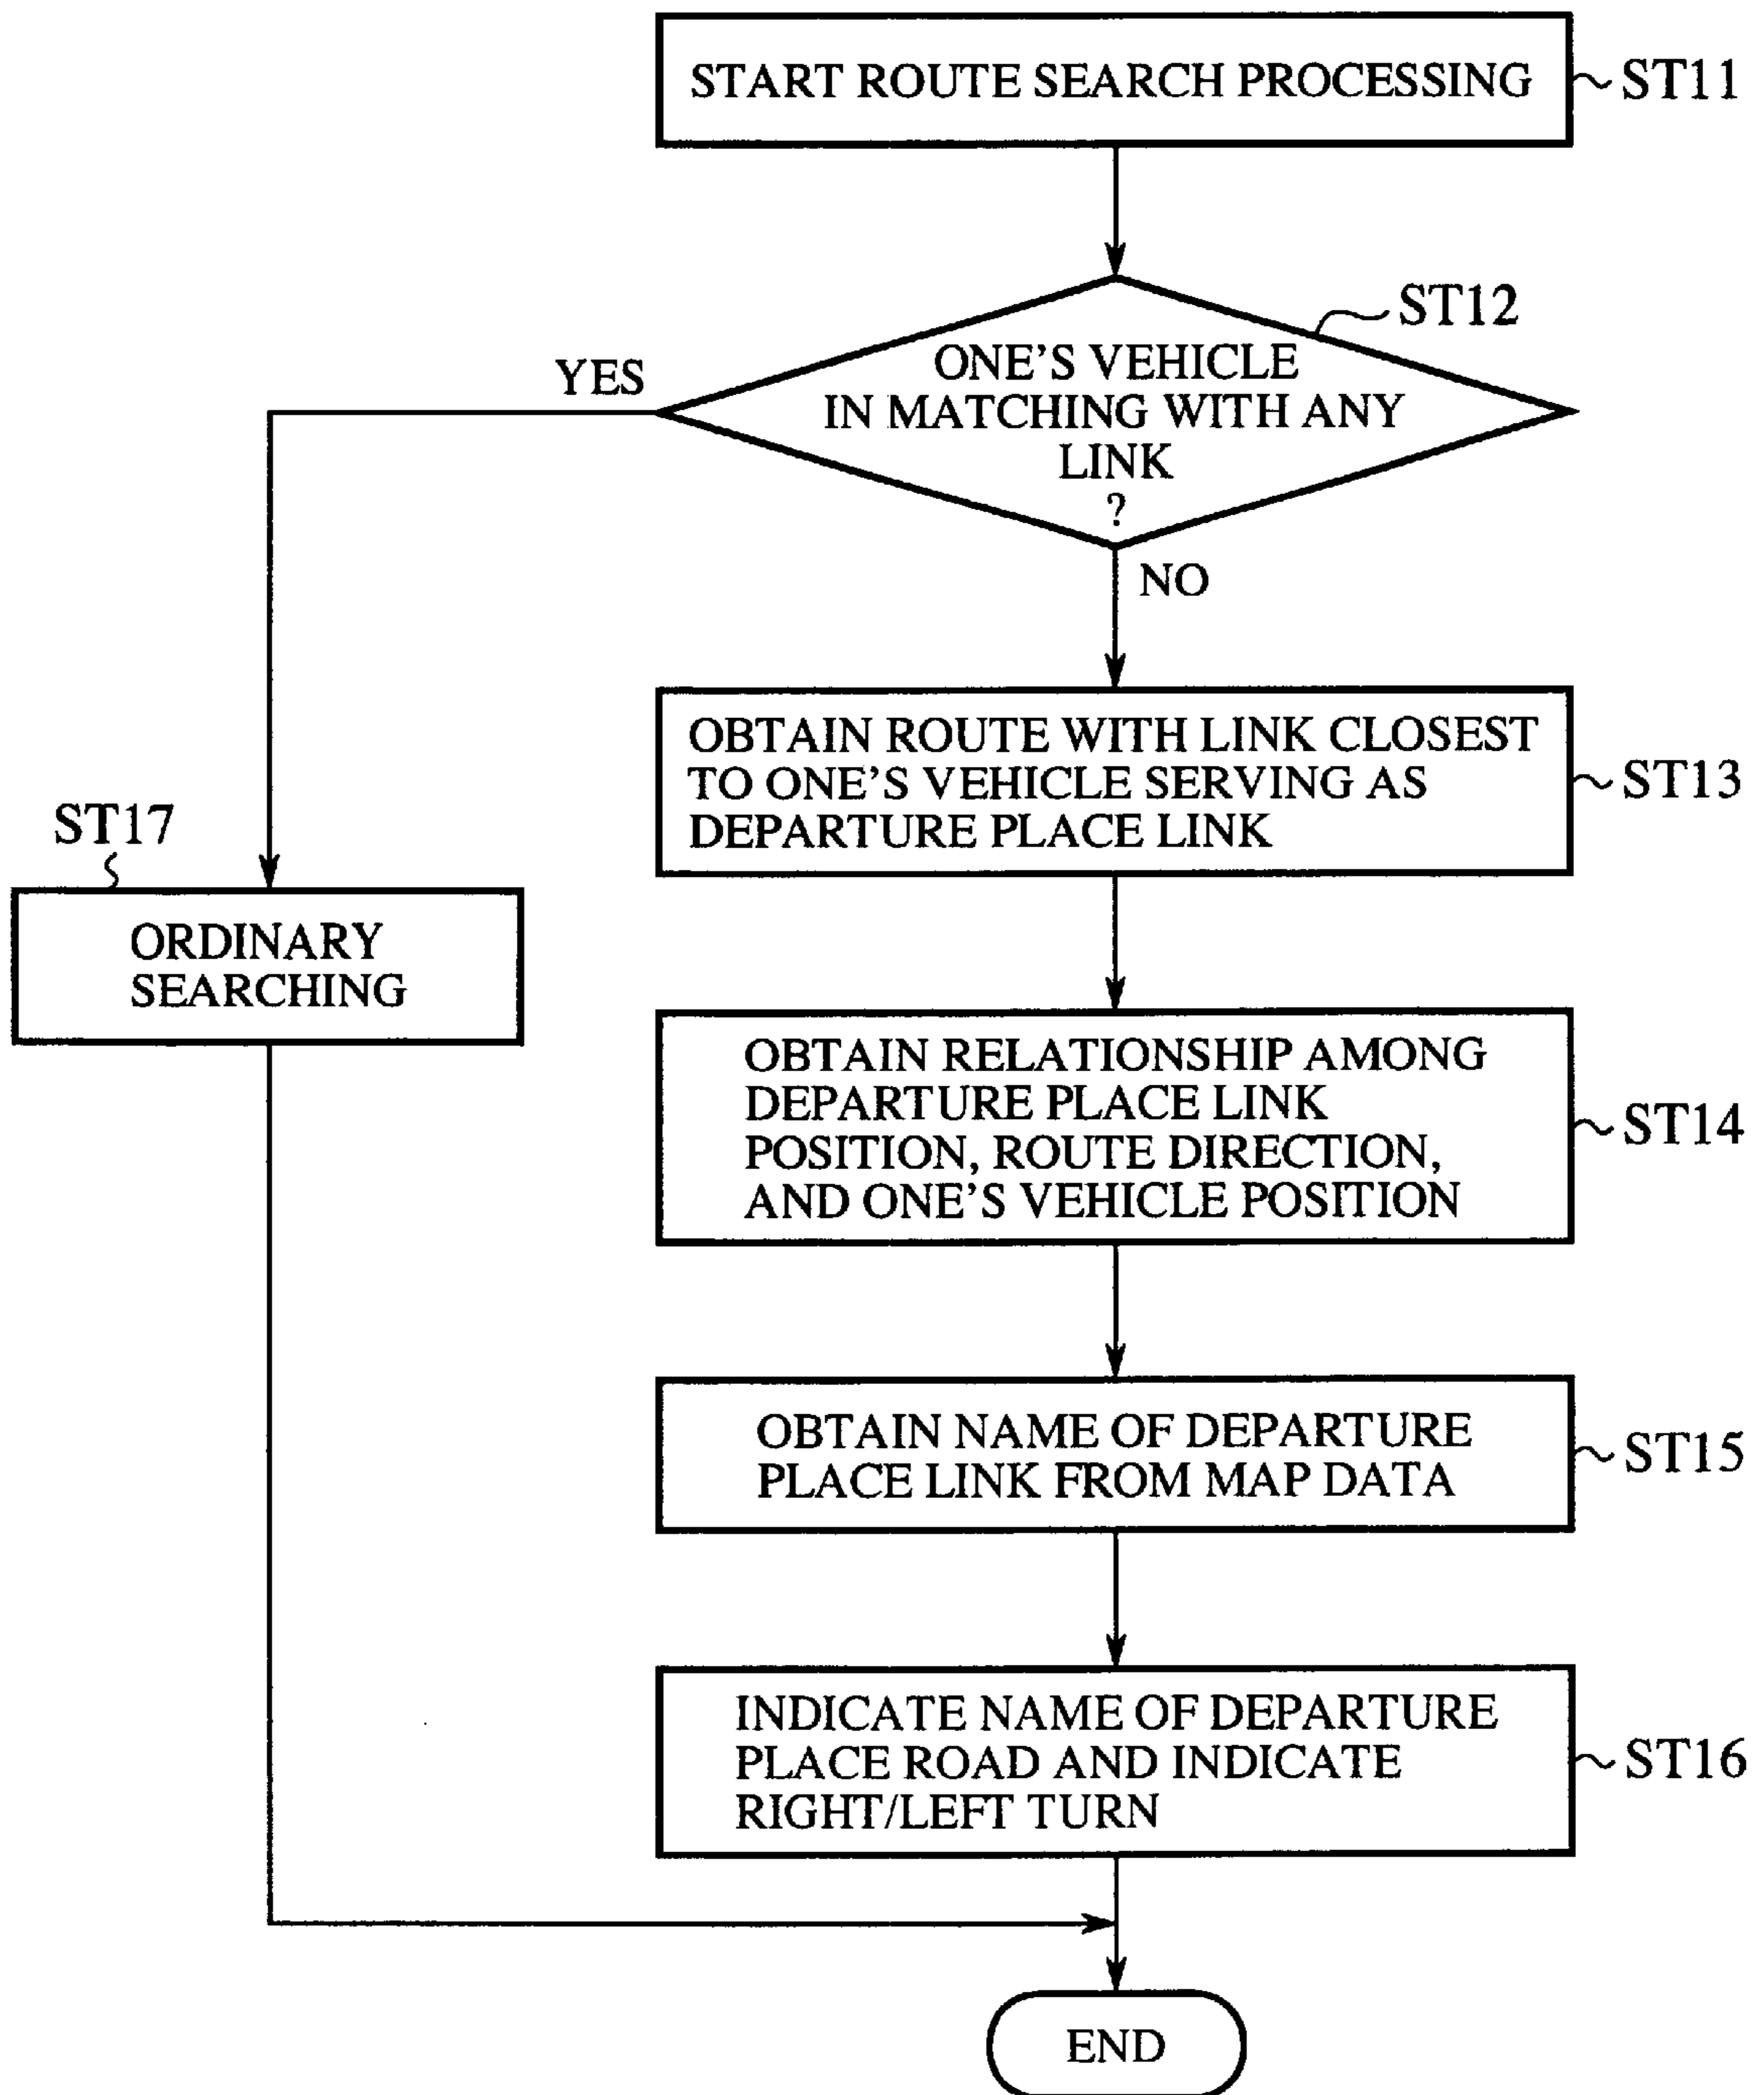 START ROUTE SEARCH PROCESSING
ST11
ST12
ONE'S VEHICLE
IN MATCHING WITH ANY
LINK
?
YES
NO
OBTAIN ROUTE WITH LINK CLOSEST
TO ONE'S VEHICLE SERVING AS
DEPARTURE PLACE LINK
ST13
ST17
ORDINARY
SEARCHING
OBTAIN RELATIONSHIP AMONG
DEPARTURE PLACE LINK
POSITION, ROUTE DIRECTION,
AND ONE'S VEHICLE POSITION
ST14
OBTAIN NAME OF DEPARTURE
PLACE LINK FROM MAP DATA
ST15
INDICATE NAME OF DEPARTURE
PLACE ROAD AND INDICATE
RIGHT/LEFT TURN
ST16
END